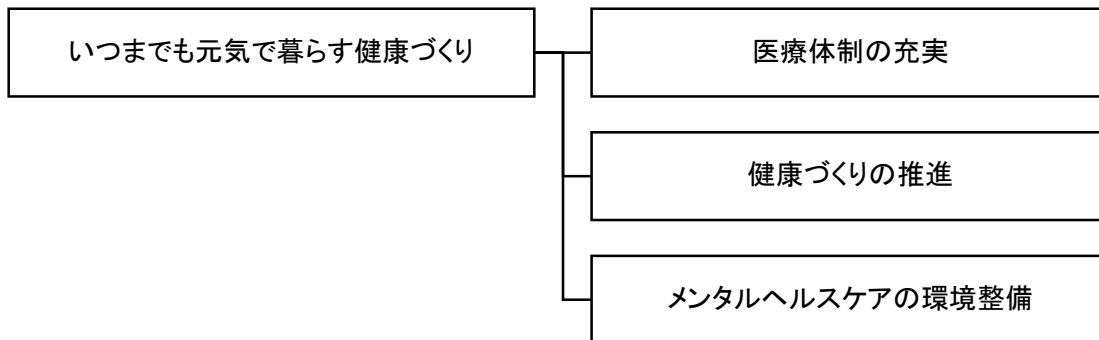 いつまでも元気で暮らす健康づくり
医療体制の充実
健康づくりの推進
メンタルヘルスケアの環境整備